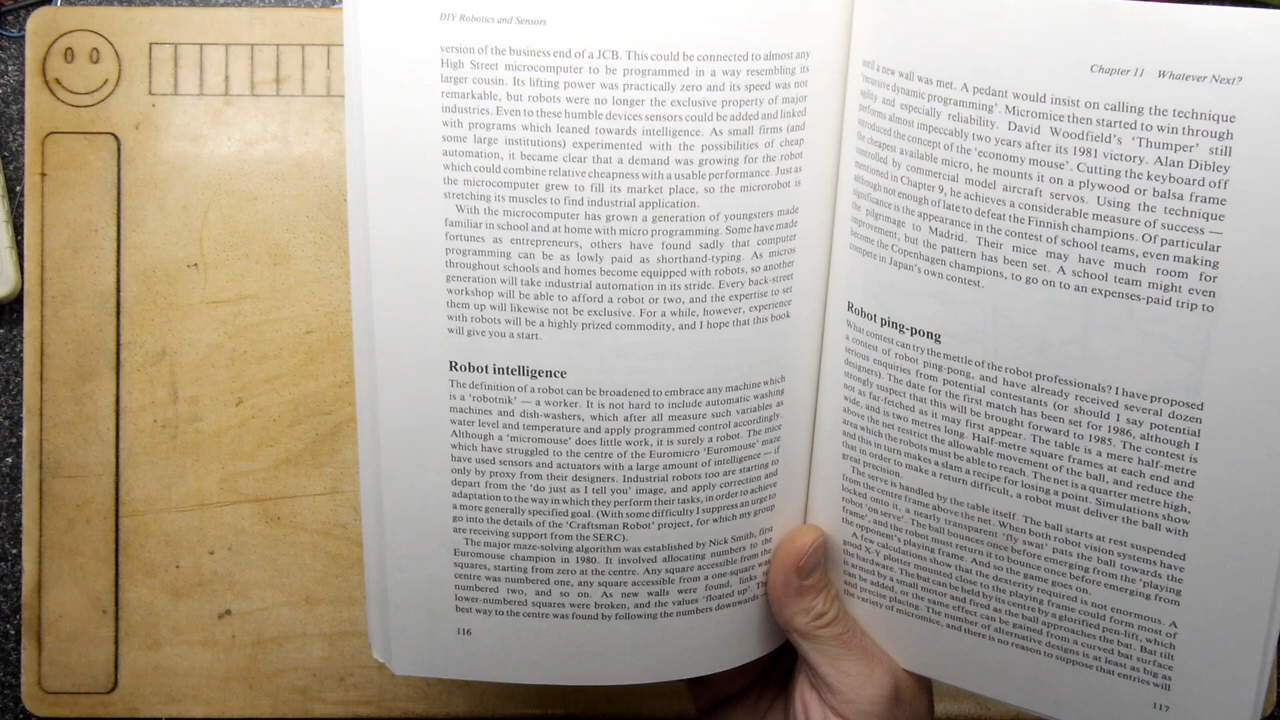 DIY Robotics and Sensors
version of the business end of a JCB. This could be connected to almost any
High Street microcomputer to be programmed in a way resembling its
larger cousin. Its lifting power was practically zero and its speed was not
remarkable, but robots were no longer the exclusive property of major
industries. Even to these humble devices sensors could be added and linked
with programs which leaned towards intelligence. As small firms (and
some large institutions) experimented with the possibilities of cheap
automation, it became clear that a demand was growing for the robot
which could combine relative cheapness with a usable performance. Just as
the microcomputer grew to fill its market place, so the microrobot is
stretching its muscles to find industrial application.
With the microcomputer has grown a generation of youngsters made
familiar in school and at home with micro programming. Some have made
fortunes as entrepreneurs, others have found sadly that computer
programming can be as lowly paid as shorthand-typing. As micros
throughout schools and homes become equipped with robots, so another
generation will take industrial automation in its stride. Every back-street
workshop will be able to afford a robot or two, and the expertise to set
them up will likewise not be exclusive. For a while, however, experience
with robots will be a highly prized commodity, and I hope that this book
will give you a start.
Robot intelligence
The definition of a robot can be broadened to embrace any machine which
is a 'robotnik' — a worker. It is not hard to include automatic washing
machines and dish-washers, which after all measure such variables as
water level and temperature and apply programmed control accordingly.
Although a 'micromouse' does little work, it is surely a robot. The mice
which have struggled to the centre of the Euromicro 'Euromouse' maze
have used sensors and actuators with a large amount of intelligence — if
only by proxy from their designers. Industrial robots too are starting to
depart from the 'do just as I tell you' image, and apply correction and
adaptation to the way in which they perform their tasks, in order to achieve
a more generally specified goal. (With some difficulty I suppress an urge to
go into the details of the 'Craftsman Robot' project, for which my group
are receiving support from the SERC).
The major maze-solving algorithm was established by Nick Smith, first
Euromouse champion in 1980. It involved allocating numbers to the
squares, starting from zero at the centre. Any square accessible from the
centre was numbered one, any square accessible from a one-square was
numbered two, and so on. As new walls were found, links
lower-numbered squares were broken, and the values 'floated up'. The
best way to the centre was found by following the numbers downwards —
116
Chapter 11 Whatever Next?
until a new wall was met. A pedant would insist on calling the technique
'recursive dynamic programming'. Micromice then started to win through
agility and especially reliability. David Woodfield's 'Thumper' still
performs almost impeccably two years after its 1981 victory. Alan Dibley
introduced the concept of the 'economy mouse'. Cutting the keyboard off
the cheapest available micro, he mounts it on a plywood or balsa frame
controlled by commercial model aircraft servos. Using the technique
mentioned in Chapter 9, he achieves a considerable measure of success —
although not enough of late to defeat the Finnish champions. Of particular
significance is the appearance in the contest of school teams, even making
the pilgrimage to Madrid. Their mice may have much room for
improvement, but the pattern has been set. A school team might even
become the Copenhagen champions, to go on to an expenses-paid trip to
compete in Japan's own contest.
Robot ping-pong
What contest can try the mettle of the robot professionals? I have proposed
a contest of robot ping-pong, and have already received several dozen
serious enquiries from potential contestants (or should I say potential
designers). The date for the first match has been set for 1986, although I
strongly suspect that this will be brought forward to 1985. The contest is
not as far-fetched as it may first appear. The table is a mere half-metre
wide, and is two metres long. Half-metre square frames at each end and
above the net restrict the allowable movement of the ball, and reduce the
area which the robots must be able to reach. The net is a quarter metre high,
and this in turn makes a slam a recipe for losing a point. Simulations show
that in order to make a return difficult, a robot must deliver the ball with
great precision.
The serve is handled by the table itself. The ball starts at rest suspended
from the centre frame above the net. When both robot vision systems have
locked onto it, a nearly transparent 'fly swat' pats the ball towards the
robot 'on serve'. The ball bounces once before emerging from the 'playing
frame', and the robot must return it to bounce once before emerging from
the opponent's playing frame. And so the game goes on.
A few calculations show that the dexterity required is not enormous. A
good X-Y plotter mounted close to the playing frame could form most of
the hardware. The bat can be held by its centre by a glorified pen-lift, which
is armed by a small motor and fired as the ball approaches the bat. Bat tilt
can be added, or the same effect can be gained from a curved bat surface
and precise placing. The number of alternative designs is at least as big as
the variety of micromice, and there is no reason to suppose that entries will
117